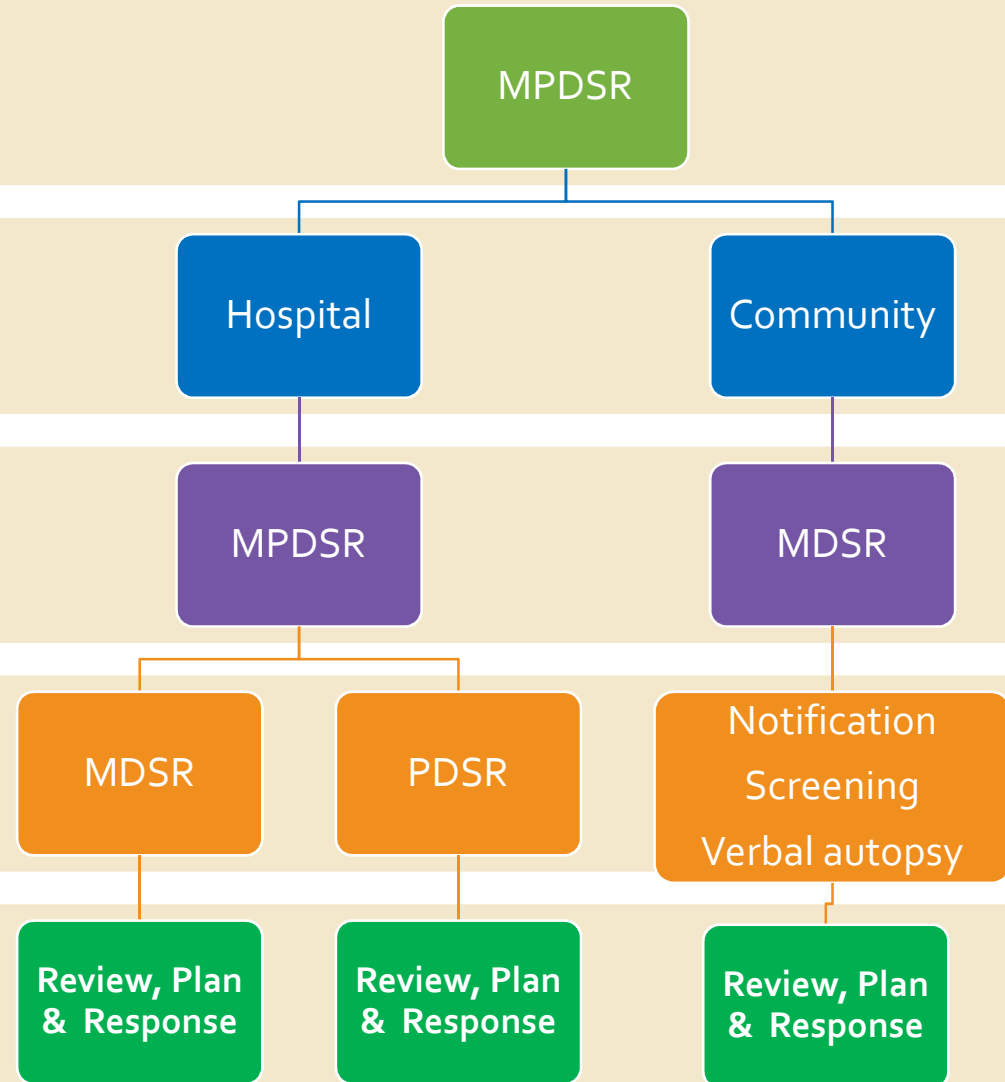 MPDSR
Hospital
Community
MPDSR
MDSR
MDSR
PDSR
Notification
Screening
Verbal autopsy
Review, Plan
& Response
Review, Plan
& Response
Review, Plan
& Response